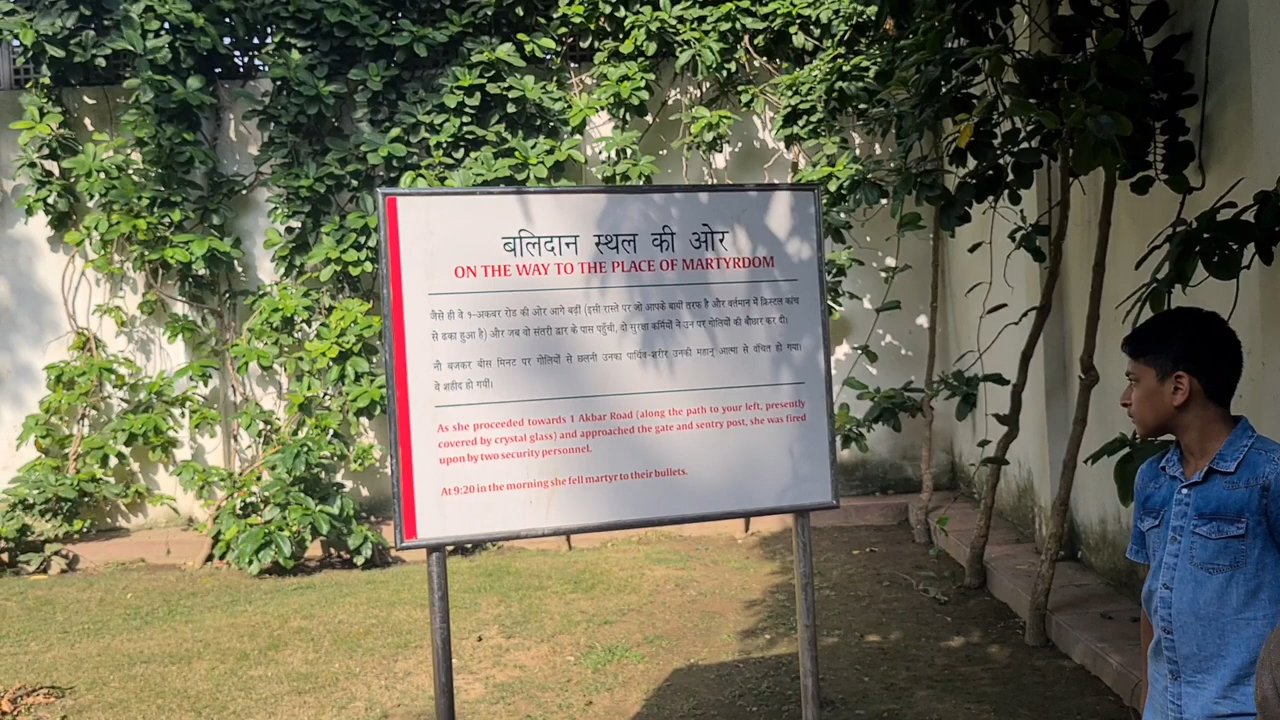 बलिदान स्थल की ओर
ON THE WAY TO THE PLACE OF MARTYRDOM
जैसे ही वे १–अकबर रोड की ओर आगे बढ़ीं (इसी रास्ते पर जो आपके बायीं तरफ है और वर्तमान में क्रिस्टल कांच
से ढका हुआ है) और जब वो संतरी द्वार के पास पहुँची, दो सुरक्षा कर्मियों ने उन पर गोलियों की बौछार कर दी।
नौ बजकर बीस मिनट पर गोलियों से छलनी उनका पार्थिव-शरीर उनकी महान् आत्मा से वंचित हो गया।
वे शहीद हो गयीं।
As she proceeded towards 1 Akbar Road (along the path to your left, presently
covered by crystal glass) and approached the gate and sentry post, she was fired
upon by two security personnel.
At 9:20 in the morning she fell martyr to their bullets.